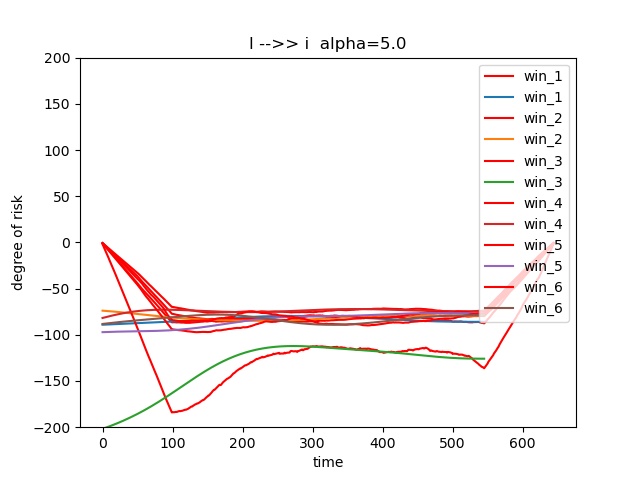 l -->> i  alpha=5.0
degree of risk
200
150
100
50
0
−50
−100
−150
−200
win_1
win_1
win_2
win_2
win_3
win_3
win_4
win_4
win_5
win_5
win_6
win_6
0 100 200 300 400 500 600
time